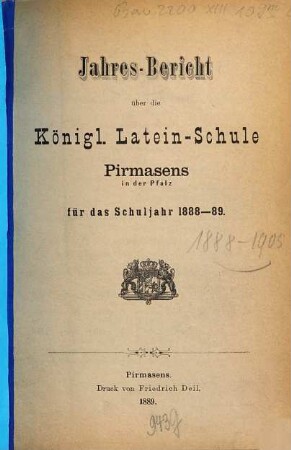 Jahres-Bericht
über die
Königl. Latein-Schule
Pirmasens
in der Pfalz
für das Schuljahr 1888—89.
1888-1905
Pirmasens.
Druck von Friedrich Deil.
1889.